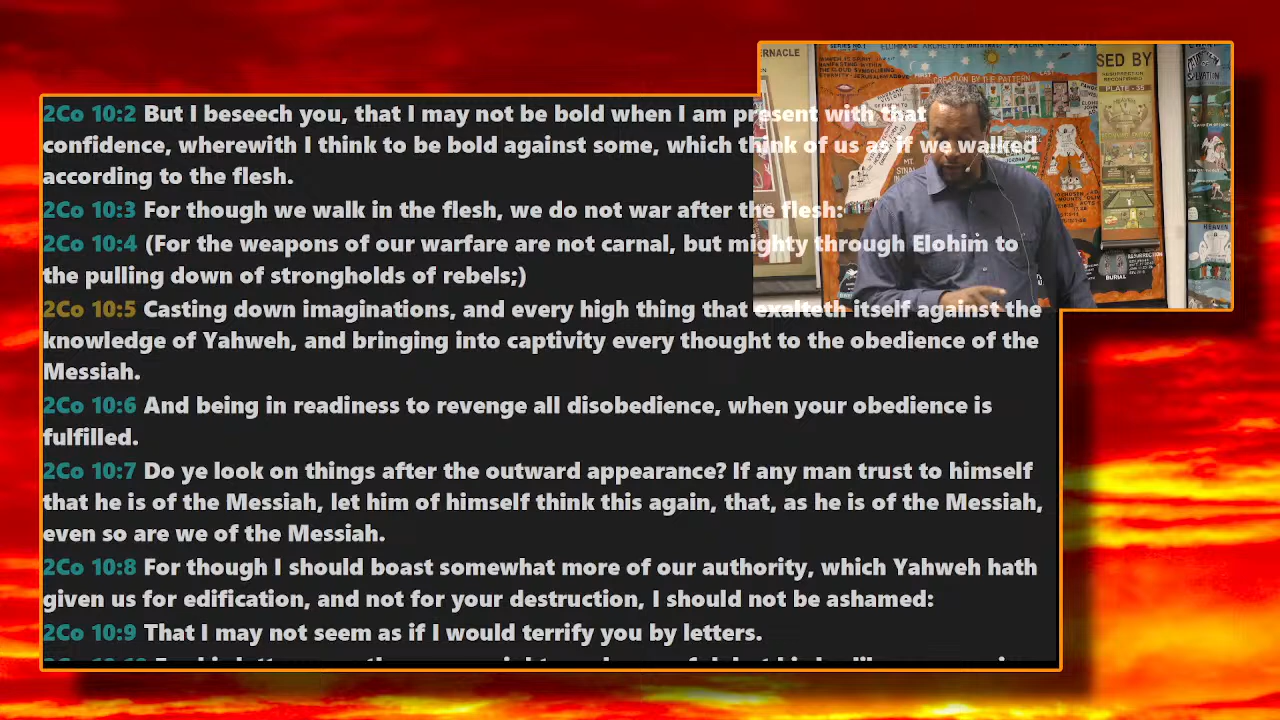 2Co 10:2 But I beseech you, that I may not be bold when I am present with that
confidence, wherewith I think to be bold against some, which think of us as if we walked
according to the flesh.
2Co 10:3 For though we walk in the flesh, we do not war after the flesh:
2Co 10:4 (For the weapons of our warfare are not carnal, but mighty through Elohim to
the pulling down of strongholds of rebels;)
2Co 10:5 Casting down imaginations, and every high thing that exalteth itself against the
knowledge of Yahweh, and bringing into captivity every thought to the obedience of the
Messiah.
2Co 10:6 And being in readiness to revenge all disobedience, when your obedience is
fulfilled.
2Co 10:7 Do ye look on things after the outward appearance? If any man trust to himself
that he is of the Messiah, let him of himself think this again, that, as he is of the Messiah,
even so are we of the Messiah.
2Co 10:8 For though I should boast somewhat more of our authority, which Yahweh hath
given us for edification, and not for your destruction, I should not be ashamed:
2Co 10:9 That I may not seem as if I would terrify you by letters.
ERNACLE
CREATION BY THE PATTERN
SED BY
RESURRECTION
PLATE - 35
MT.
HEAVEN
BURIAL